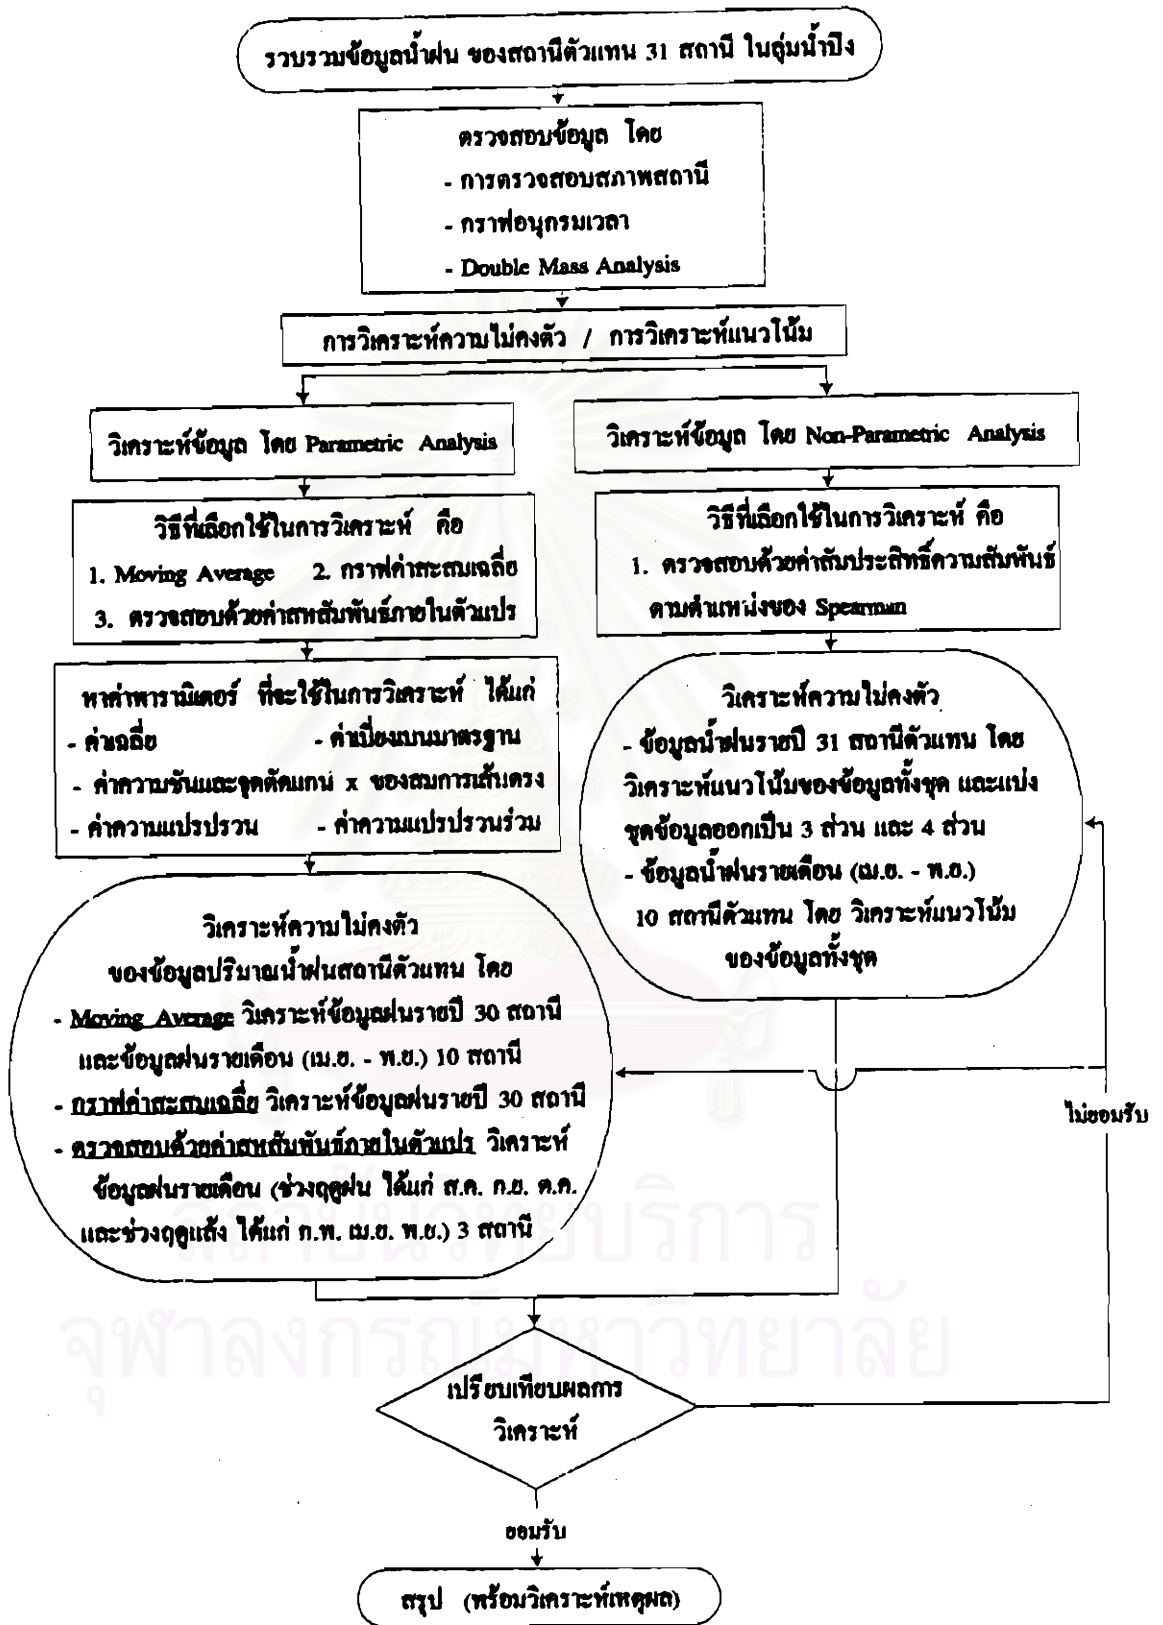 รวบรวมข้อมูลน้ำฝน ของสถานีตัวแทน 31 สถานี ในลุ่มน้ำปิง
ตรวจสอบข้อมูล โดย
- การตรวจสอบสภาพสถานี
- กราฟอนุกรมเวลา
- Double Mass Analysis
การวิเคราะห์ความไม่คงตัว / การวิเคราะห์แนวโน้ม
วิเคราะห์ข้อมูล โดย Parametric Analysis
วิธีที่เลือกใช้ในการวิเคราะห์ คือ
1. Moving Average 2. กราฟค่าสะสมเฉลี่ย
3. ตรวจสอบด้วยค่าสหสัมพันธ์ภายในตัวแปร
หาค่าพารามิเตอร์ ที่จะใช้ในการวิเคราะห์ ได้แก่
- ค่าเฉลี่ย - ค่าเบี่ยงเบนมาตรฐาน
- ค่าความชันและจุดตัดแกน x ของสมการเส้นตรง
- ค่าความแปรปรวน - ค่าความแปรปรวนร่วม
วิเคราะห์ความไม่คงตัว
ของข้อมูลปริมาณน้ำฝนสถานีตัวแทน โดย
- Moving Average วิเคราะห์ข้อมูลฝนรายปี 30 สถานี
และข้อมูลฝนรายเดือน (เม.ย. - พ.ย.) 10 สถานี
- กราฟค่าสะสมเฉลี่ย วิเคราะห์ข้อมูลฝนรายปี 30 สถานี
- ตรวจสอบด้วยค่าสหสัมพันธ์ภายในตัวแปร วิเคราะห์
ข้อมูลฝนรายเดือน (ช่วงฤดูฝน ได้แก่ ส.ค. ก.ย. ต.ค.
และช่วงฤดูแล้ง ได้แก่ ก.พ. เม.ย. พ.ย.) 3 สถานี
วิเคราะห์ข้อมูล โดย Non-Parametric Analysis
วิธีที่เลือกใช้ในการวิเคราะห์ คือ
1. ตรวจสอบด้วยค่าสัมประสิทธิ์ความสัมพันธ์
ตามตำแหน่งของ Spearman
วิเคราะห์ความไม่คงตัว
- ข้อมูลน้ำฝนรายปี 31 สถานีตัวแทน โดย
วิเคราะห์แนวโน้มของข้อมูลทั้งชุด และแบ่ง
ชุดข้อมูลออกเป็น 3 ส่วน และ 4 ส่วน
- ข้อมูลน้ำฝนรายเดือน (เม.ย. - พ.ย.)
10 สถานีตัวแทน โดย วิเคราะห์แนวโน้ม
ของข้อมูลทั้งชุด
ไม่ยอมรับ
สถาบันวิทยบริการ
จุฬาลงกรณ์มหาวิทยาลัย
เปรียบเทียบผลการ
วิเคราะห์
ยอมรับ
สรุป (พร้อมวิเคราะห์เหตุผล)